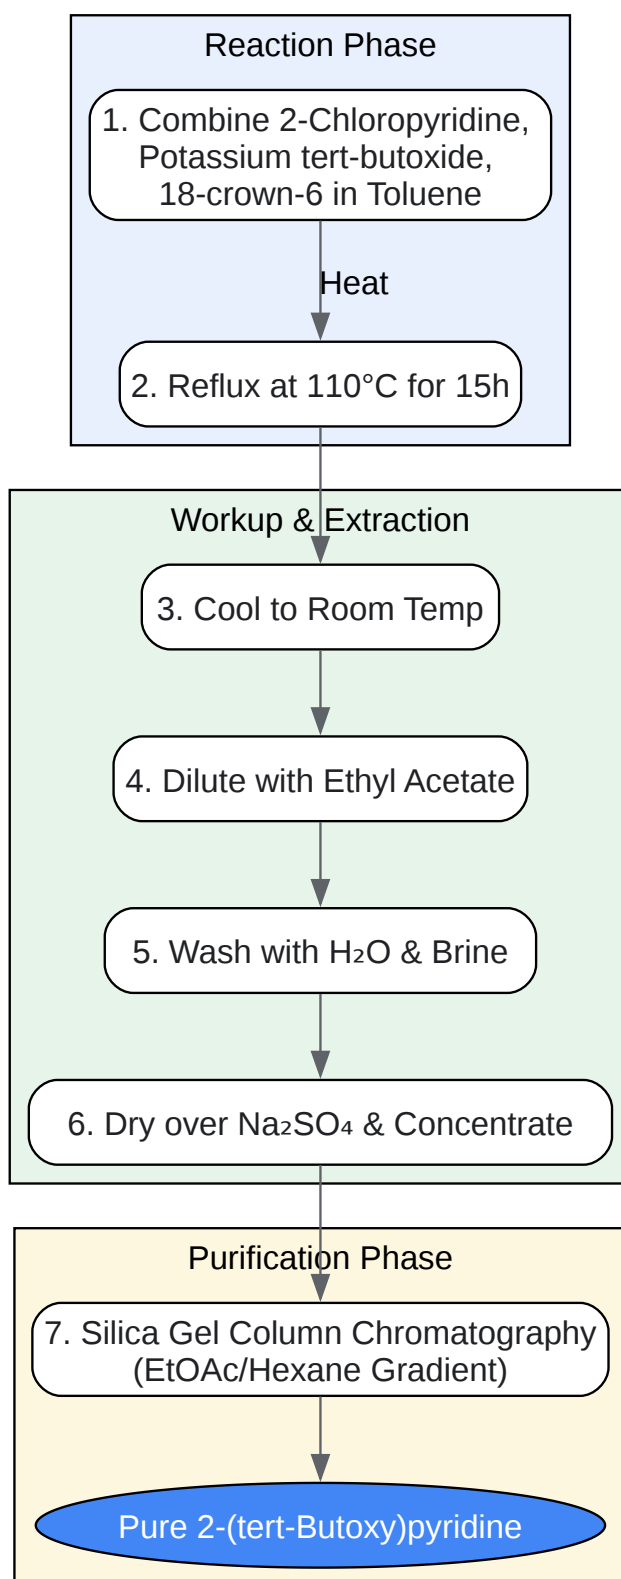 Reaction Phase
1. Combine 2-Chloropyridine,
Potassium tert-butoxide,
18-crown-6 in Toluene
Heat
2. Reflux at 110°C for 15h
Workup & Extraction
3. Cool to Room Temp
4. Dilute with Ethyl Acetate
5. Wash with H₂O & Brine
6. Dry over Na₂SO₄ & Concentrate
Purification Phase
7. Silica Gel Column Chromatography
(EtOAc/Hexane Gradient)
Pure 2-(tert-Butoxy)pyridine